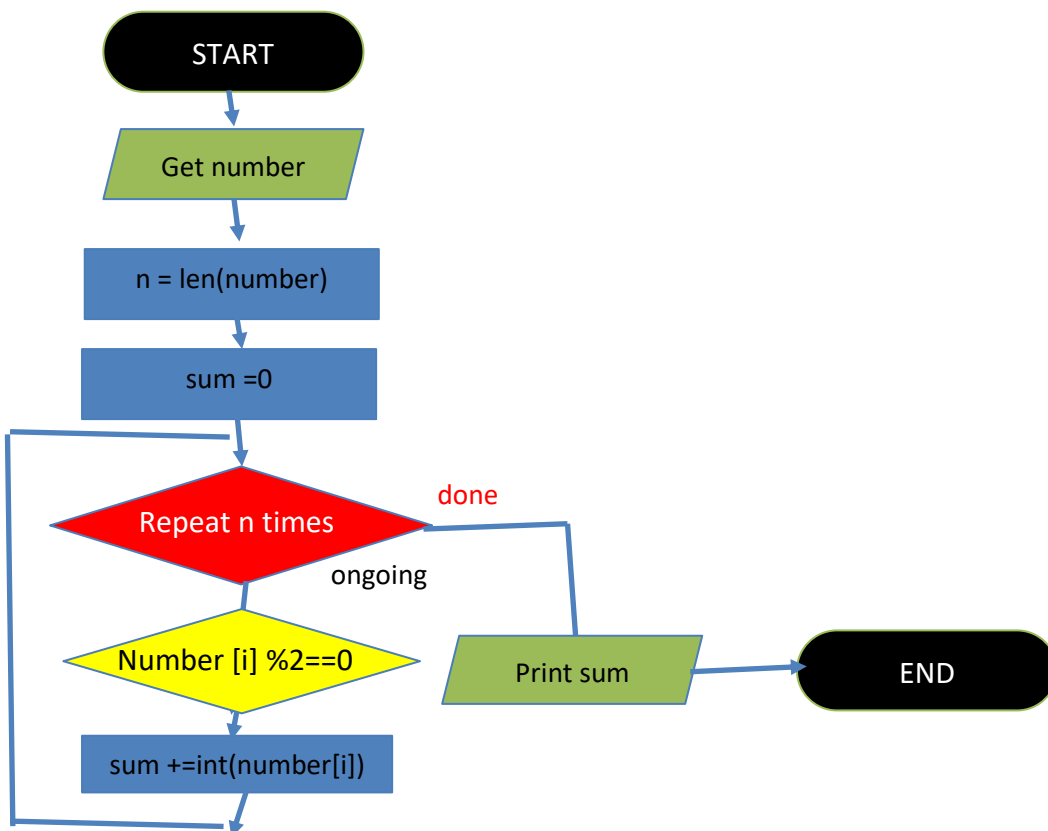 START
Get number
n = len(number)
sum =0
Repeat n times
done
ongoing
Number [i] %2==0
Print sum
END
sum +=int(number[i])